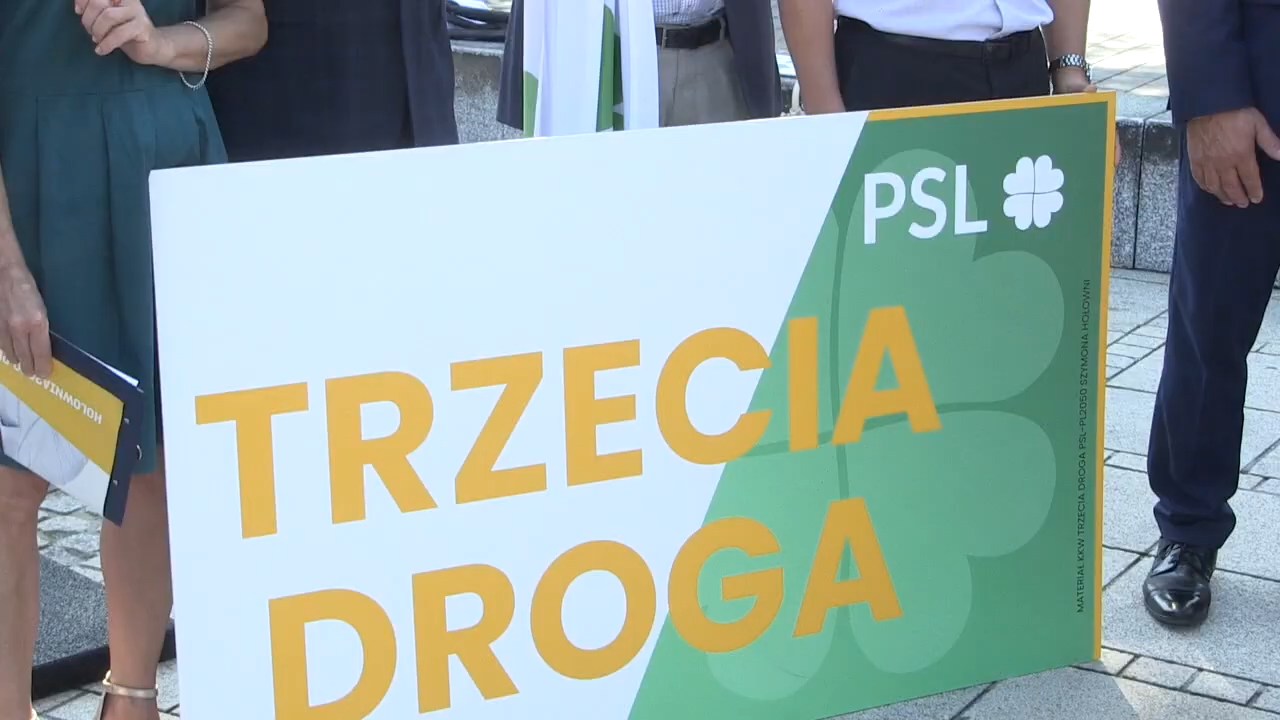 PSL
TRZECIA
DROGA
MATERIAŁ KKW TRZECIA DROGA PSL-PL2050 SZYMONA HOŁOWNI